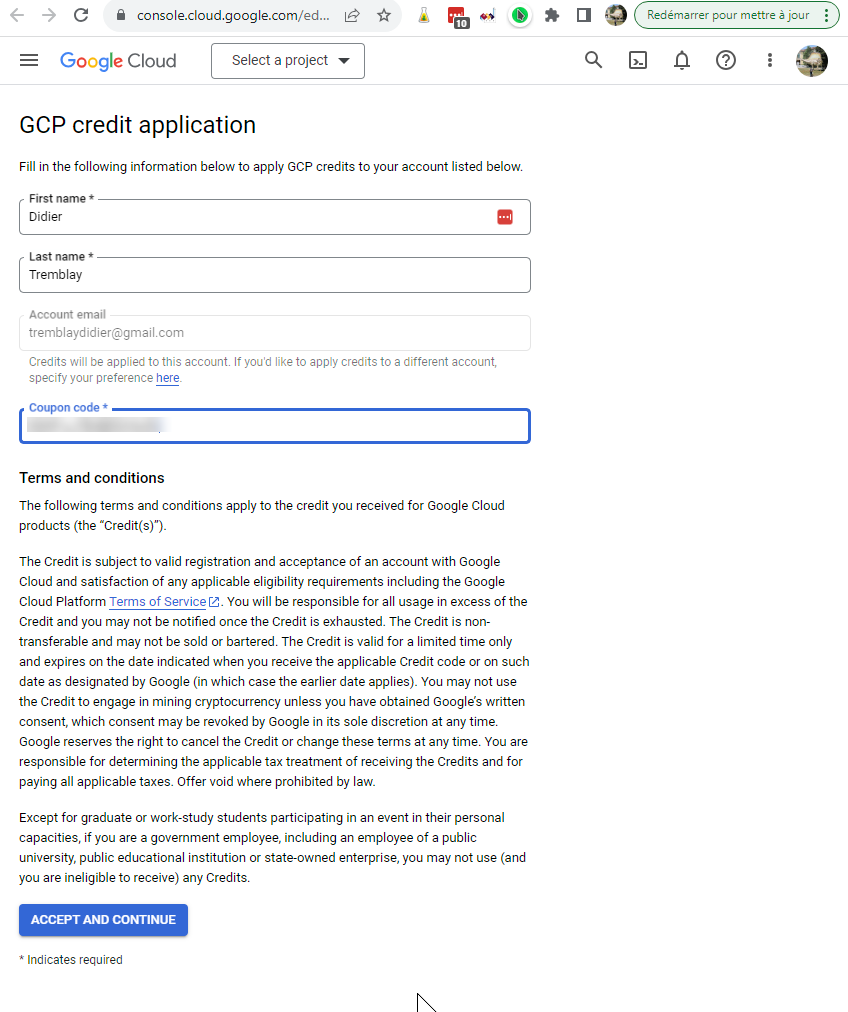 console.cloud.google.com/ed...
10
Redémarrer pour mettre à jour
Google Cloud
Select a project
GCP credit application
Fill in the following information below to apply GCP credits to your account listed below.
First name *
Didier
Last name *
Tremblay
Account email
tremblaydidier@gmail.com
Credits will be applied to this account. If you'd like to apply credits to a different account,
specify your preference here.
Coupon code *
Terms and conditions
The following terms and conditions apply to the credit you received for Google Cloud
products (the “Credit(s)”).
The Credit is subject to valid registration and acceptance of an account with Google
Cloud and satisfaction of any applicable eligibility requirements including the Google
Cloud Platform Terms of Service. You will be responsible for all usage in excess of the
Credit and you may not be notified once the Credit is exhausted. The Credit is non-
transferable and may not be sold or bartered. The Credit is valid for a limited time only
and expires on the date indicated when you receive the applicable Credit code or on such
date as designated by Google (in which case the earlier date applies). You may not use
the Credit to engage in mining cryptocurrency unless you have obtained Google’s written
consent, which consent may be revoked by Google in its sole discretion at any time.
Google reserves the right to cancel the Credit or change these terms at any time. You are
responsible for determining the applicable tax treatment of receiving the Credits and for
paying all applicable taxes. Offer void where prohibited by law.
Except for graduate or work-study students participating in an event in their personal
capacities, if you are a government employee, including an employee of a public
university, public educational institution or state-owned enterprise, you may not use (and
you are ineligible to receive) any Credits.
ACCEPT AND CONTINUE
* Indicates required